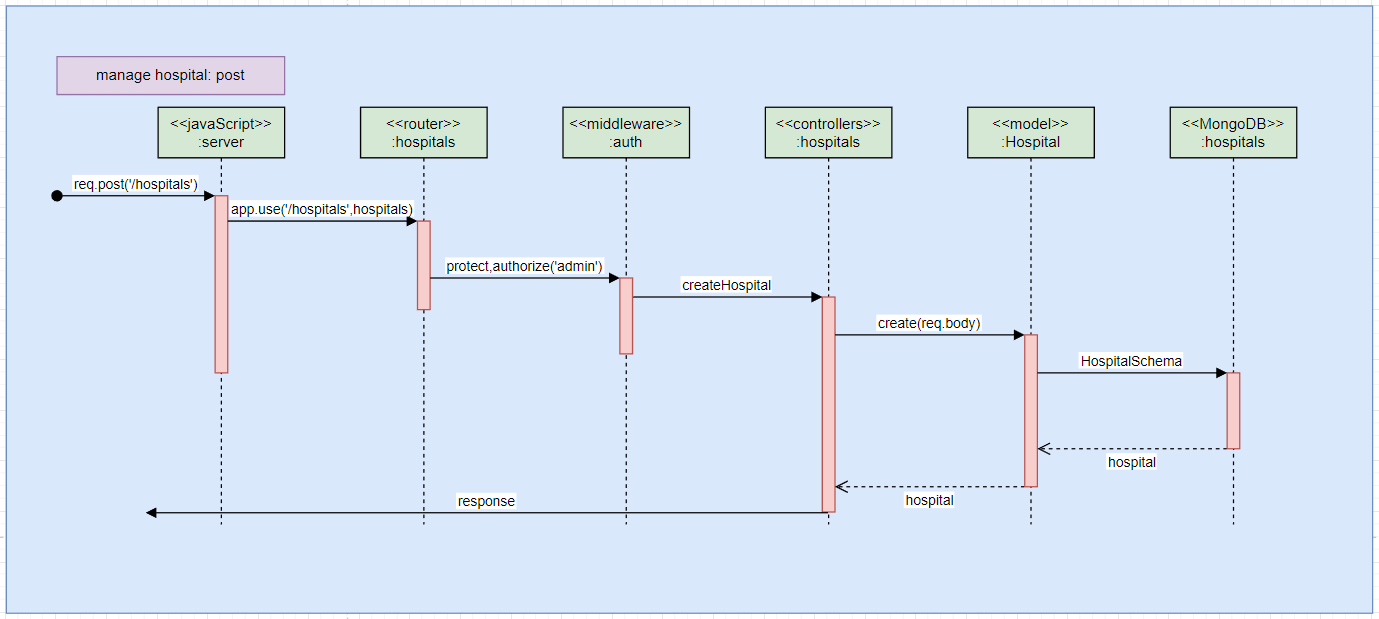 manage hospital: post
<<javaScript>>
:server
<<router>>
:hospitals
<<middleware>>
:auth
<<controllers>>
:hospitals
<<model>>
:Hospital
<<MongoDB>>
:hospitals
req.post('/hospitals')
app.use('/hospitals',hospitals)
protect,authorize('admin')
createHospital
create(req.body)
HospitalSchema
hospital
hospital
response